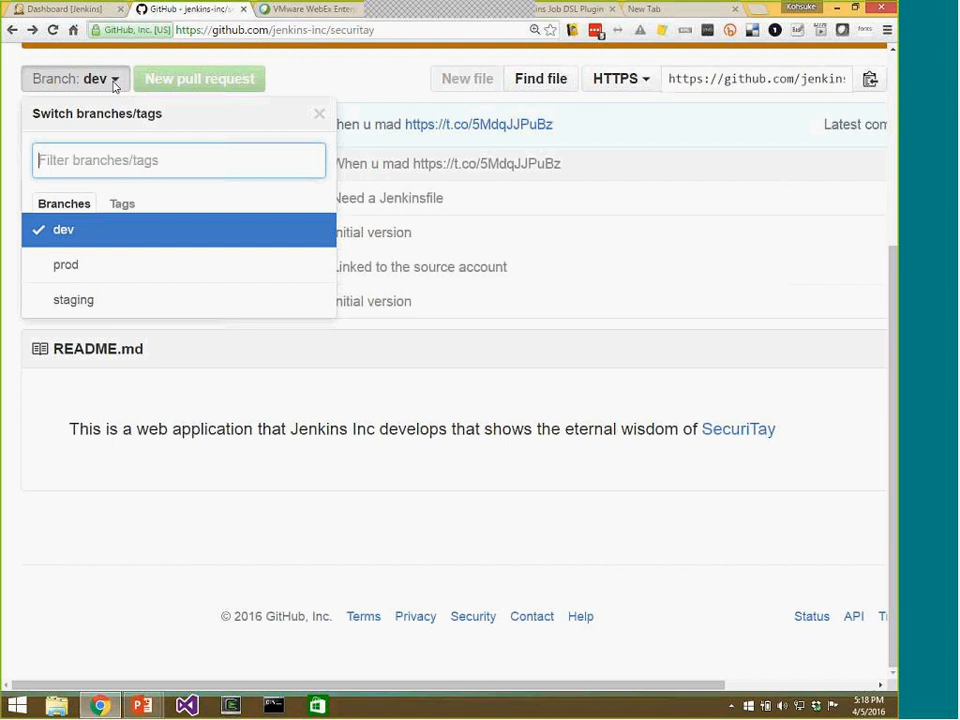 Dashboard [Jenkins]
GitHub - jenkins-inc/s
VMware WebEx Enter
ns Job DSL Plugin
New Tab
Kohsuke
GitHub, Inc. [US]
https://github.com/jenkins-inc/securitay
Branch: dev
New pull request
New file
Find file
HTTPS
https://github.com/jenkin
Switch branches/tags
hen u mad https://t.co/5MdqJJPuBz
Latest com
Filter branches/tags
When u mad https://t.co/5MdqJJPuBz
Branches
Tags
Need a Jenkinsfile
dev
nitial version
prod
Linked to the source account
staging
nitial version
README.md
This is a web application that Jenkins Inc develops that shows the eternal wisdom of SecuriTay
© 2016 GitHub, Inc.
Terms
Privacy
Security
Contact
Help
Status
API
5:18 PM
4/5/2016